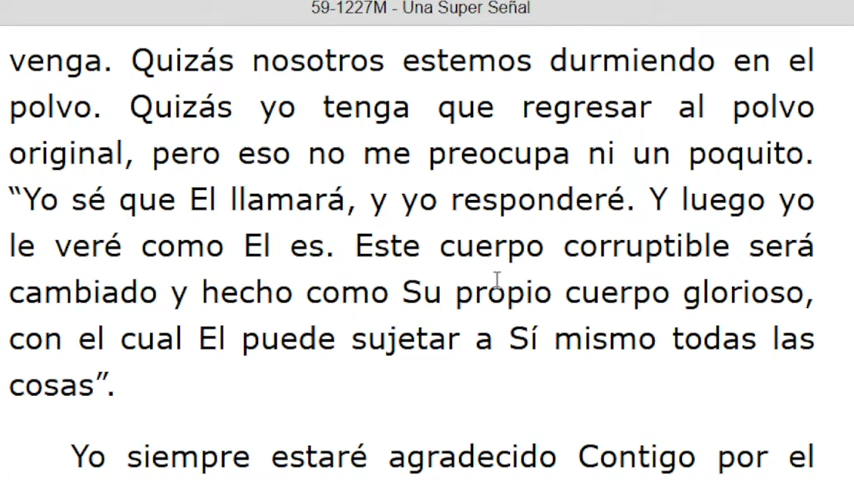 59-1227M - Una Super Señal
venga. Quizás nosotros estemos durmiendo en el
polvo. Quizás yo tenga que regresar al polvo
original, pero eso no me preocupa ni un poquito.
“Yo sé que El llamará, y yo responderé. Y luego yo
le veré como El es. Este cuerpo corruptible será
cambiado y hecho como Su propio cuerpo glorioso,
con el cual El puede sujetar a Sí mismo todas las
cosas”.
Yo siempre estaré agradecido Contigo por el